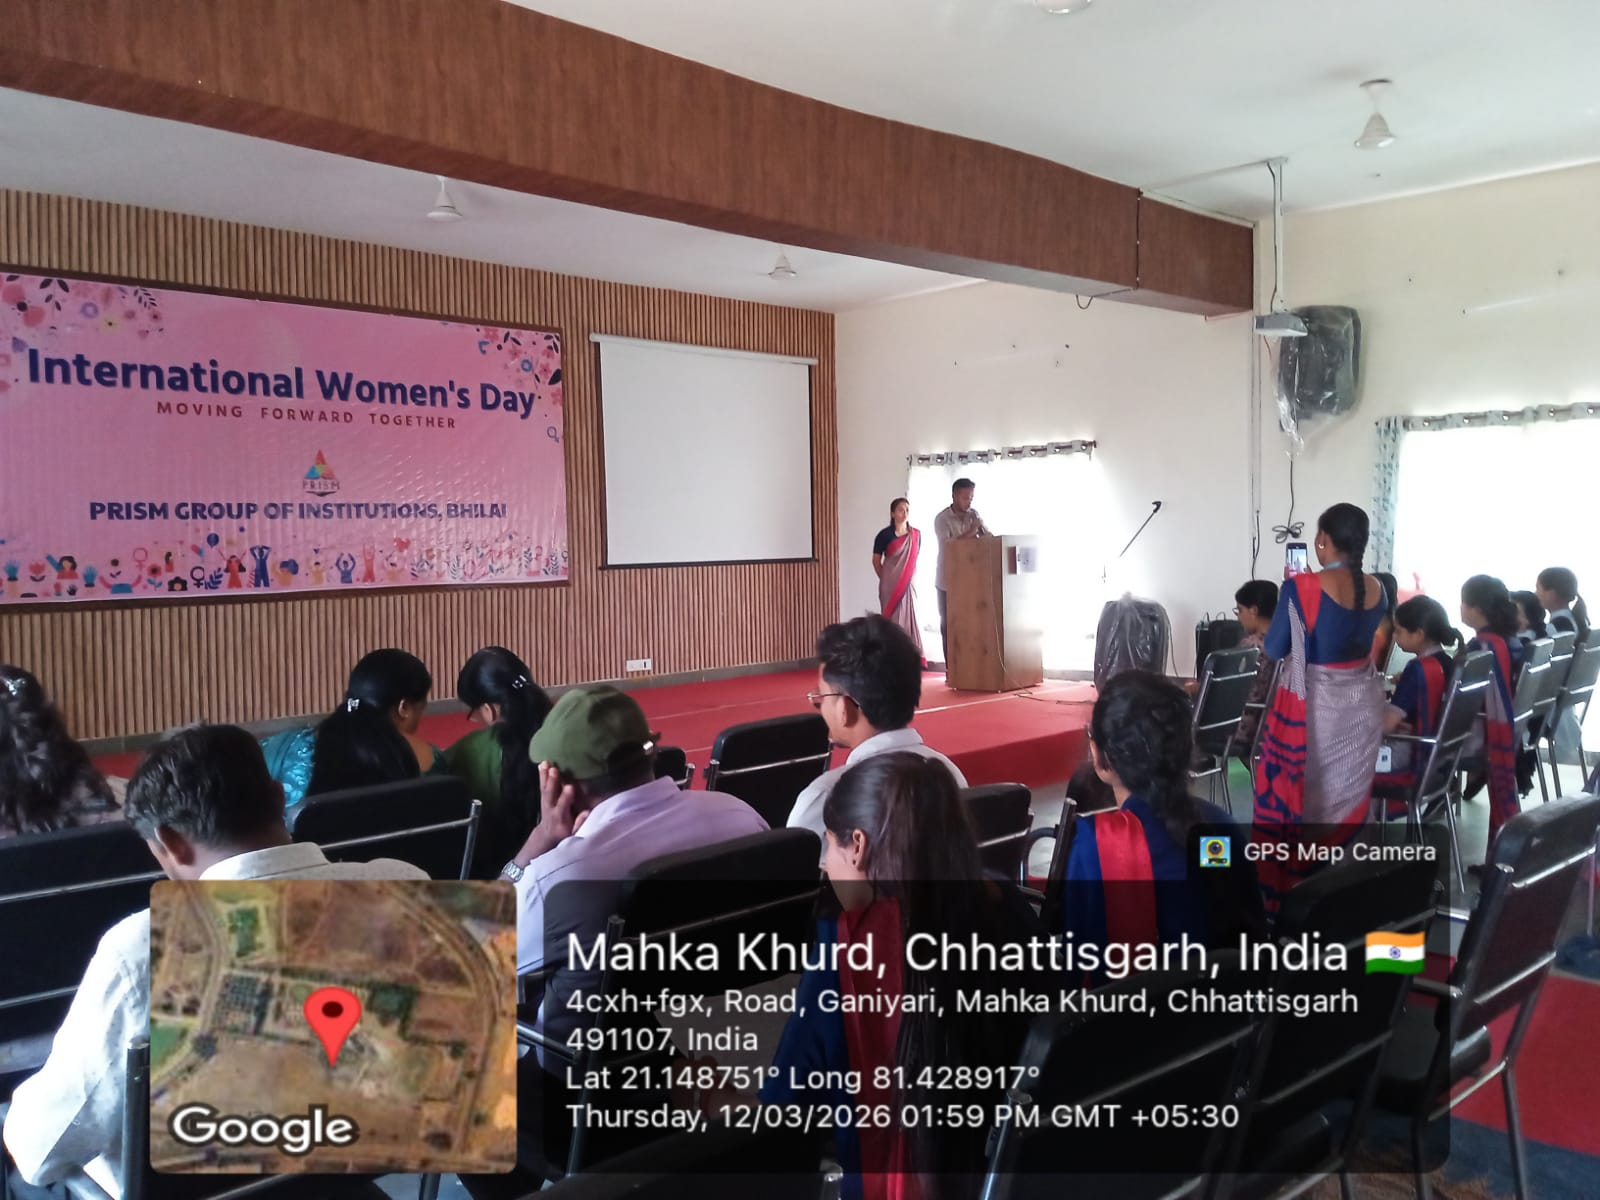 International Women's Day
MOVING FORWARD TOGETHER
PRISM
PRISM GROUP OF INSTITUTIONS, BHILAI
GPS Map Camera
Mahka Khurd, Chhattisgarh, India
4cxh+fgx, Road, Ganiyari, Mahka Khurd, Chhattisgarh
491107, India
Lat 21.148751° Long 81.428917°
Thursday, 12/03/2026 01:59 PM GMT +05:30
Google